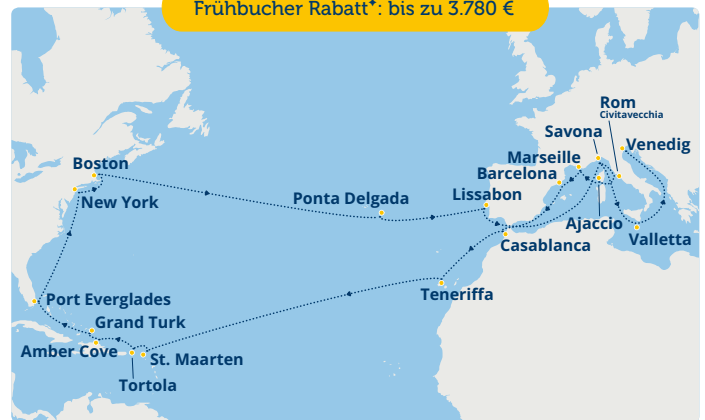 Frühbucher Rabatt✦: bis zu 3.780 €
Rom
Civitavecchia
Savona
Venedig
Marseille
Barcelona
Boston
Ponta Delgada
Lissabon
New York
Ajaccio
Valletta
Casablanca
Teneriffa
Port Everglades
Grand Turk
Amber Cove
St. Maarten
Tortola